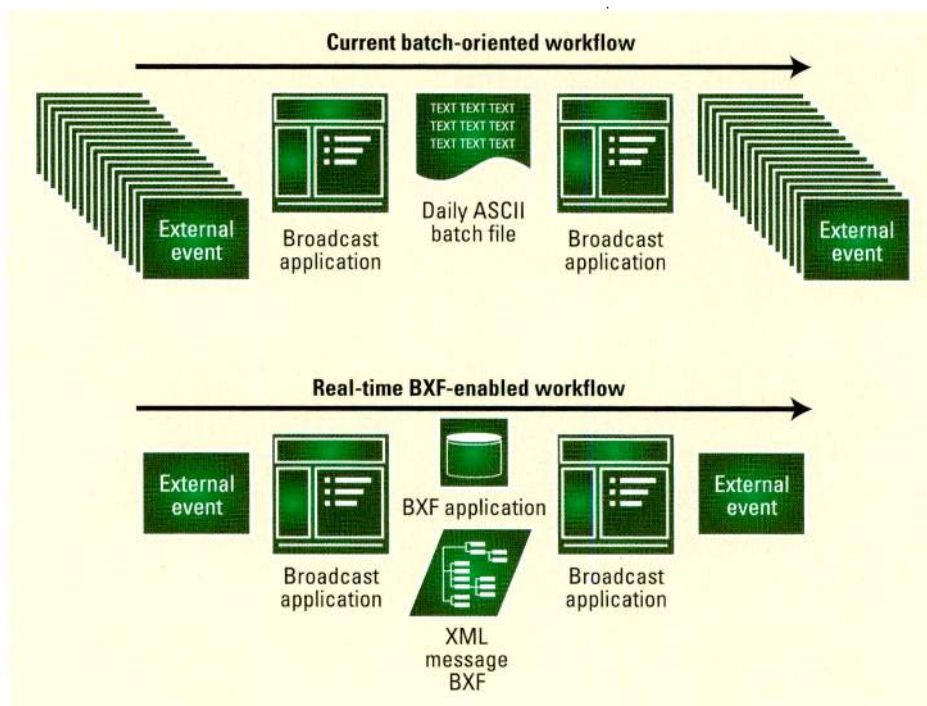 Current batch-oriented workflow
TEXT TEXT TEXT
TEXT TEXT TEXT
TEXT TEXT TEXT
External
event
Broadcast
application
Daily ASCII
batch file
Broadcast
application
External
event
Real-time BXF-enabled workflow
External
event
Broadcast
application
BXF application
XML
message
BXF
Broadcast
application
External
event